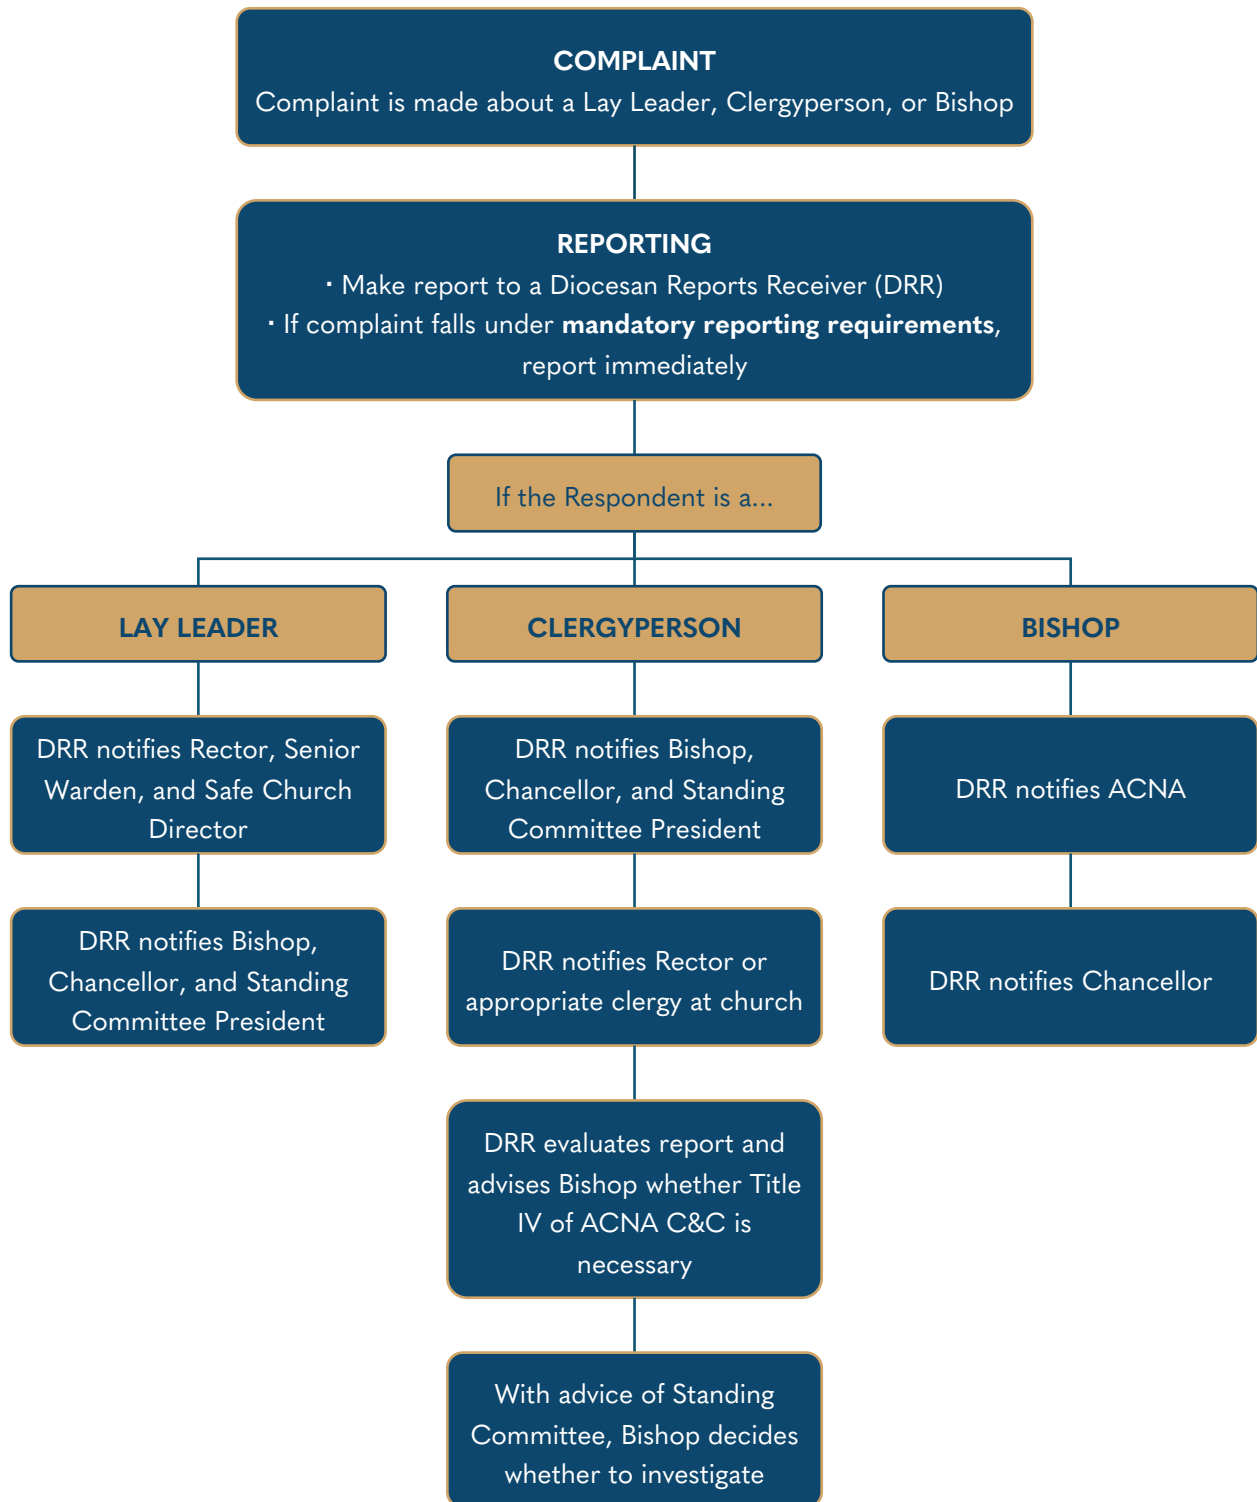 COMPLAINT
Complaint is made about a Lay Leader, Clergyperson, or Bishop
REPORTING
· Make report to a Diocesan Reports Receiver (DRR)
· If complaint falls under mandatory reporting requirements,
report immediately
If the Respondent is a...
LAY LEADER
CLERGYPERSON
BISHOP
DRR notifies Rector, Senior
Warden, and Safe Church
Director
DRR notifies Bishop,
Chancellor, and Standing
Committee President
DRR notifies ACNA
DRR notifies Bishop,
Chancellor, and Standing
Committee President
DRR notifies Rector or
appropriate clergy at church
DRR notifies Chancellor
DRR evaluates report and
advises Bishop whether Title
IV of ACNA C&C is
necessary
With advice of Standing
Committee, Bishop decides
whether to investigate